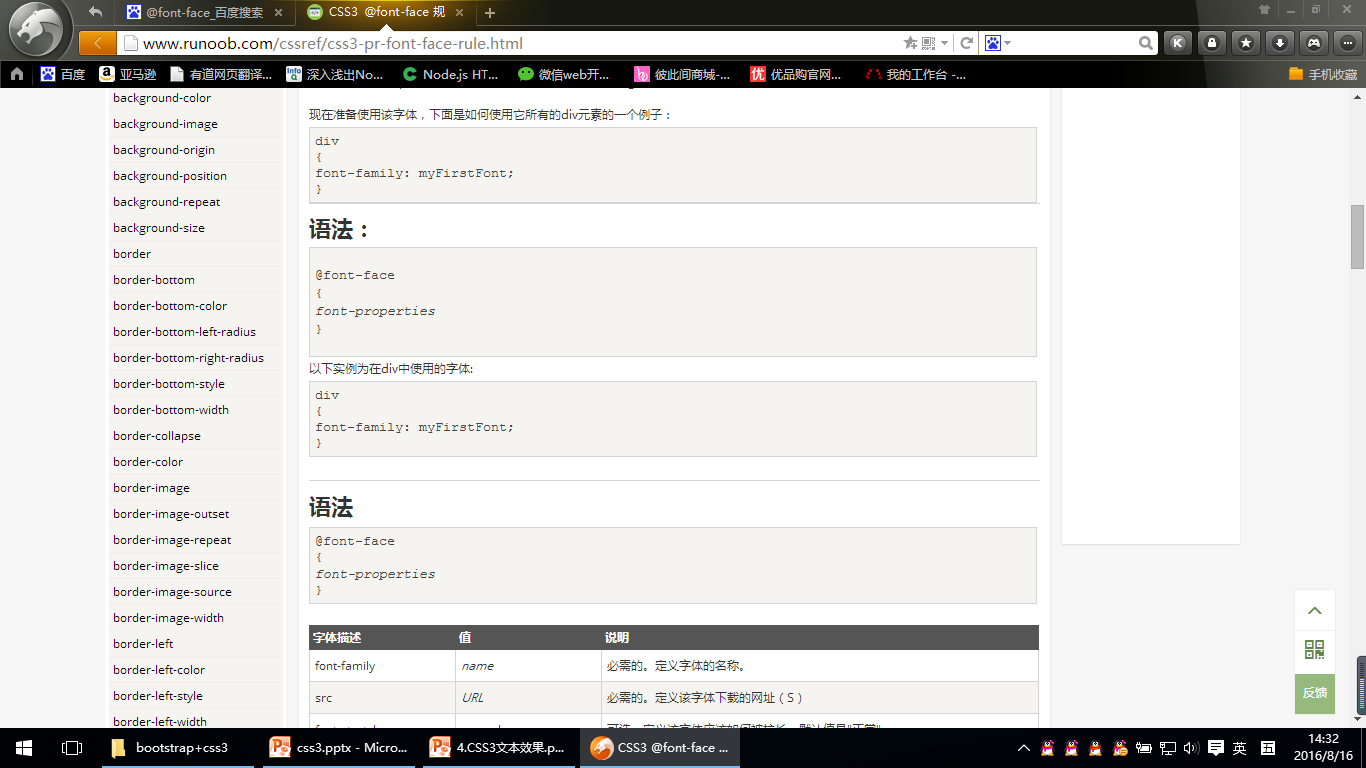 @font-face_百度搜索
CSS3 @font-face 规
www.runoob.com/cssref/css3-pr-font-face-rule.html
百度
亚马逊
有道网页翻译...
深入浅出No...
Node.js HT...
微信web开...
彼此间商城-...
优品购官网...
我的工作台 -...
手机收藏
background-color
background-image
background-origin
background-position
background-repeat
background-size
border
border-bottom
border-bottom-color
border-bottom-left-radius
border-bottom-right-radius
border-bottom-style
border-bottom-width
border-collapse
border-color
border-image
border-image-outset
border-image-repeat
border-image-slice
border-image-source
border-image-width
border-left
border-left-color
border-left-style
border-left-width
现在准备使用该字体，下面是如何使用它所有的div元素的一个例子：
div
{
font-family: myFirstFont;
}
语法：
@font-face
{
font-properties
}
以下实例为在div中使用的字体:
div
{
font-family: myFirstFont;
}
语法
@font-face
{
font-properties
}
字体描述 值 说明
font-family name 必需的。定义字体的名称。
src URL 必需的。定义该字体下载的网址（S）
反馈
bootstrap+css3
css3.pptx - Micro...
4.CSS3文本效果.p...
CSS3 @font-face ...
英
五
14:32
2016/8/16